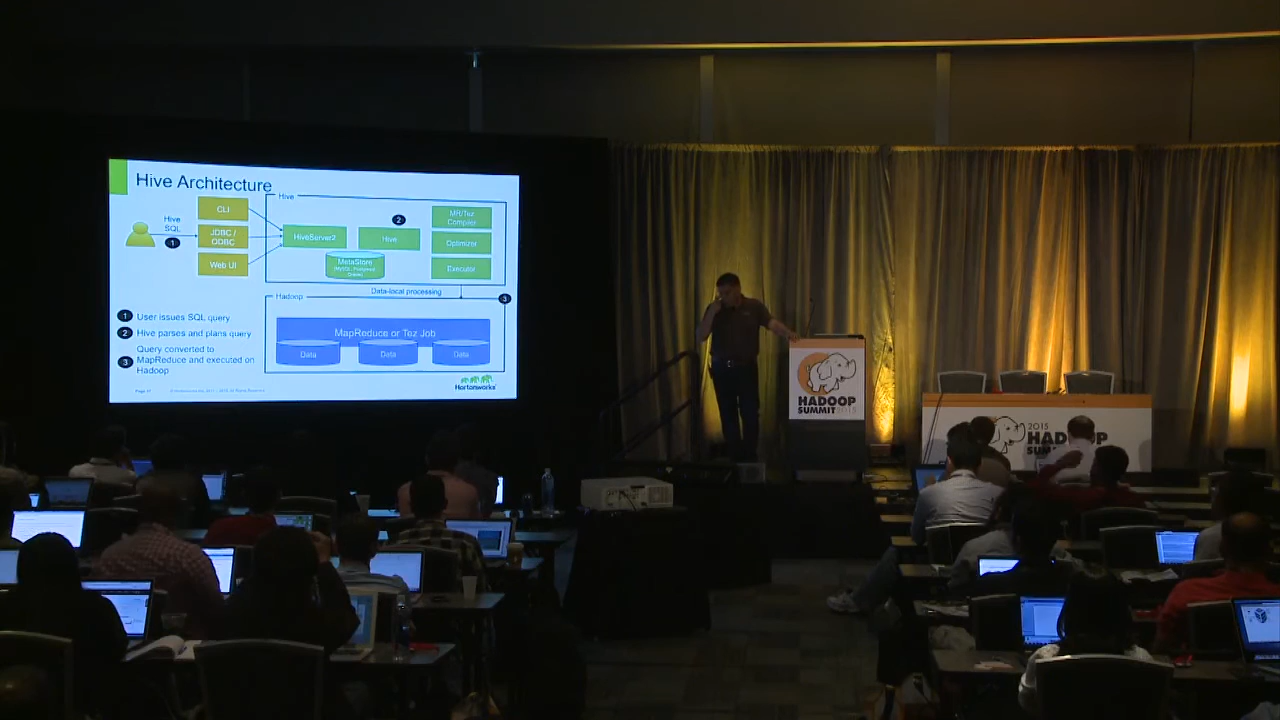 Hive Architecture
Hive
Hive
SQL
1
CLI
JDBC /
ODBC
Web UI
HiveServer2
2
Hive
MetaStore
MR/Tez
Compiler
Optimizer
Executor
Data-local processing
3
Hadoop
MapReduce or Tez Job
Data
Data
Data
1 User issues SQL query
2 Hive parses and plans query
3 Query converted to
MapReduce and executed on
Hadoop
Hortonworks
HADOOP
SUMMIT 2015
2015
HADOOP